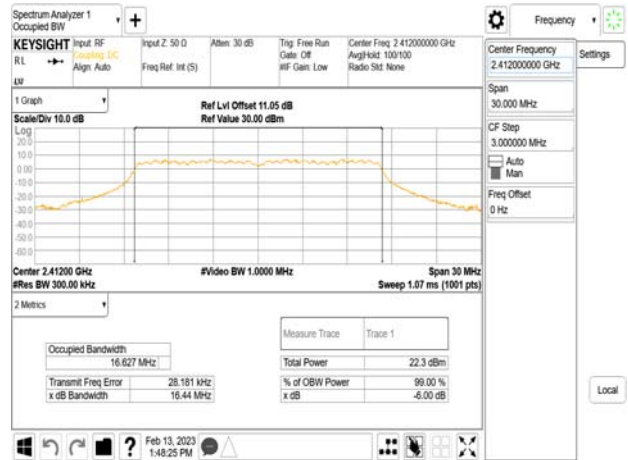 Spectrum Analyzer 1
Occupied BW
Frequency
KEYSIGHT
Input: RF
Coupling: DC
Align: Auto
Input Z: 50 Ω
Freq Ref: Int (S)
Atten: 30 dB
Trig: Free Run
Gate: Off
#IF Gain: Low
Center Freq: 2.412000000 GHz
Avg|Hold: 100/100
Radio Std: None
RL
LXI
Center Frequency
2.412000000 GHz
Settings
Span
30.000 MHz
CF Step
3.000000 MHz
Auto
Man
Freq Offset
0 Hz
1 Graph
Scale/Div 10.0 dB
Ref Lvl Offset 11.05 dB
Ref Value 30.00 dBm
Log
20.0
10.0
0.00
-10.0
-20.0
-30.0
-40.0
-50.0
-60.0
Center 2.41200 GHz
#Res BW 300.00 kHz
#Video BW 1.0000 MHz
Span 30 MHz
Sweep 1.07 ms (1001 pts)
2 Metrics
Measure Trace
Trace 1
Occupied Bandwidth
16.627 MHz
Total Power
22.3 dBm
Transmit Freq Error
28.181 kHz
% of OBW Power
99.00 %
x dB Bandwidth
16.44 MHz
x dB
-6.00 dB
Local
Feb 13, 2023
1:48:25 PM